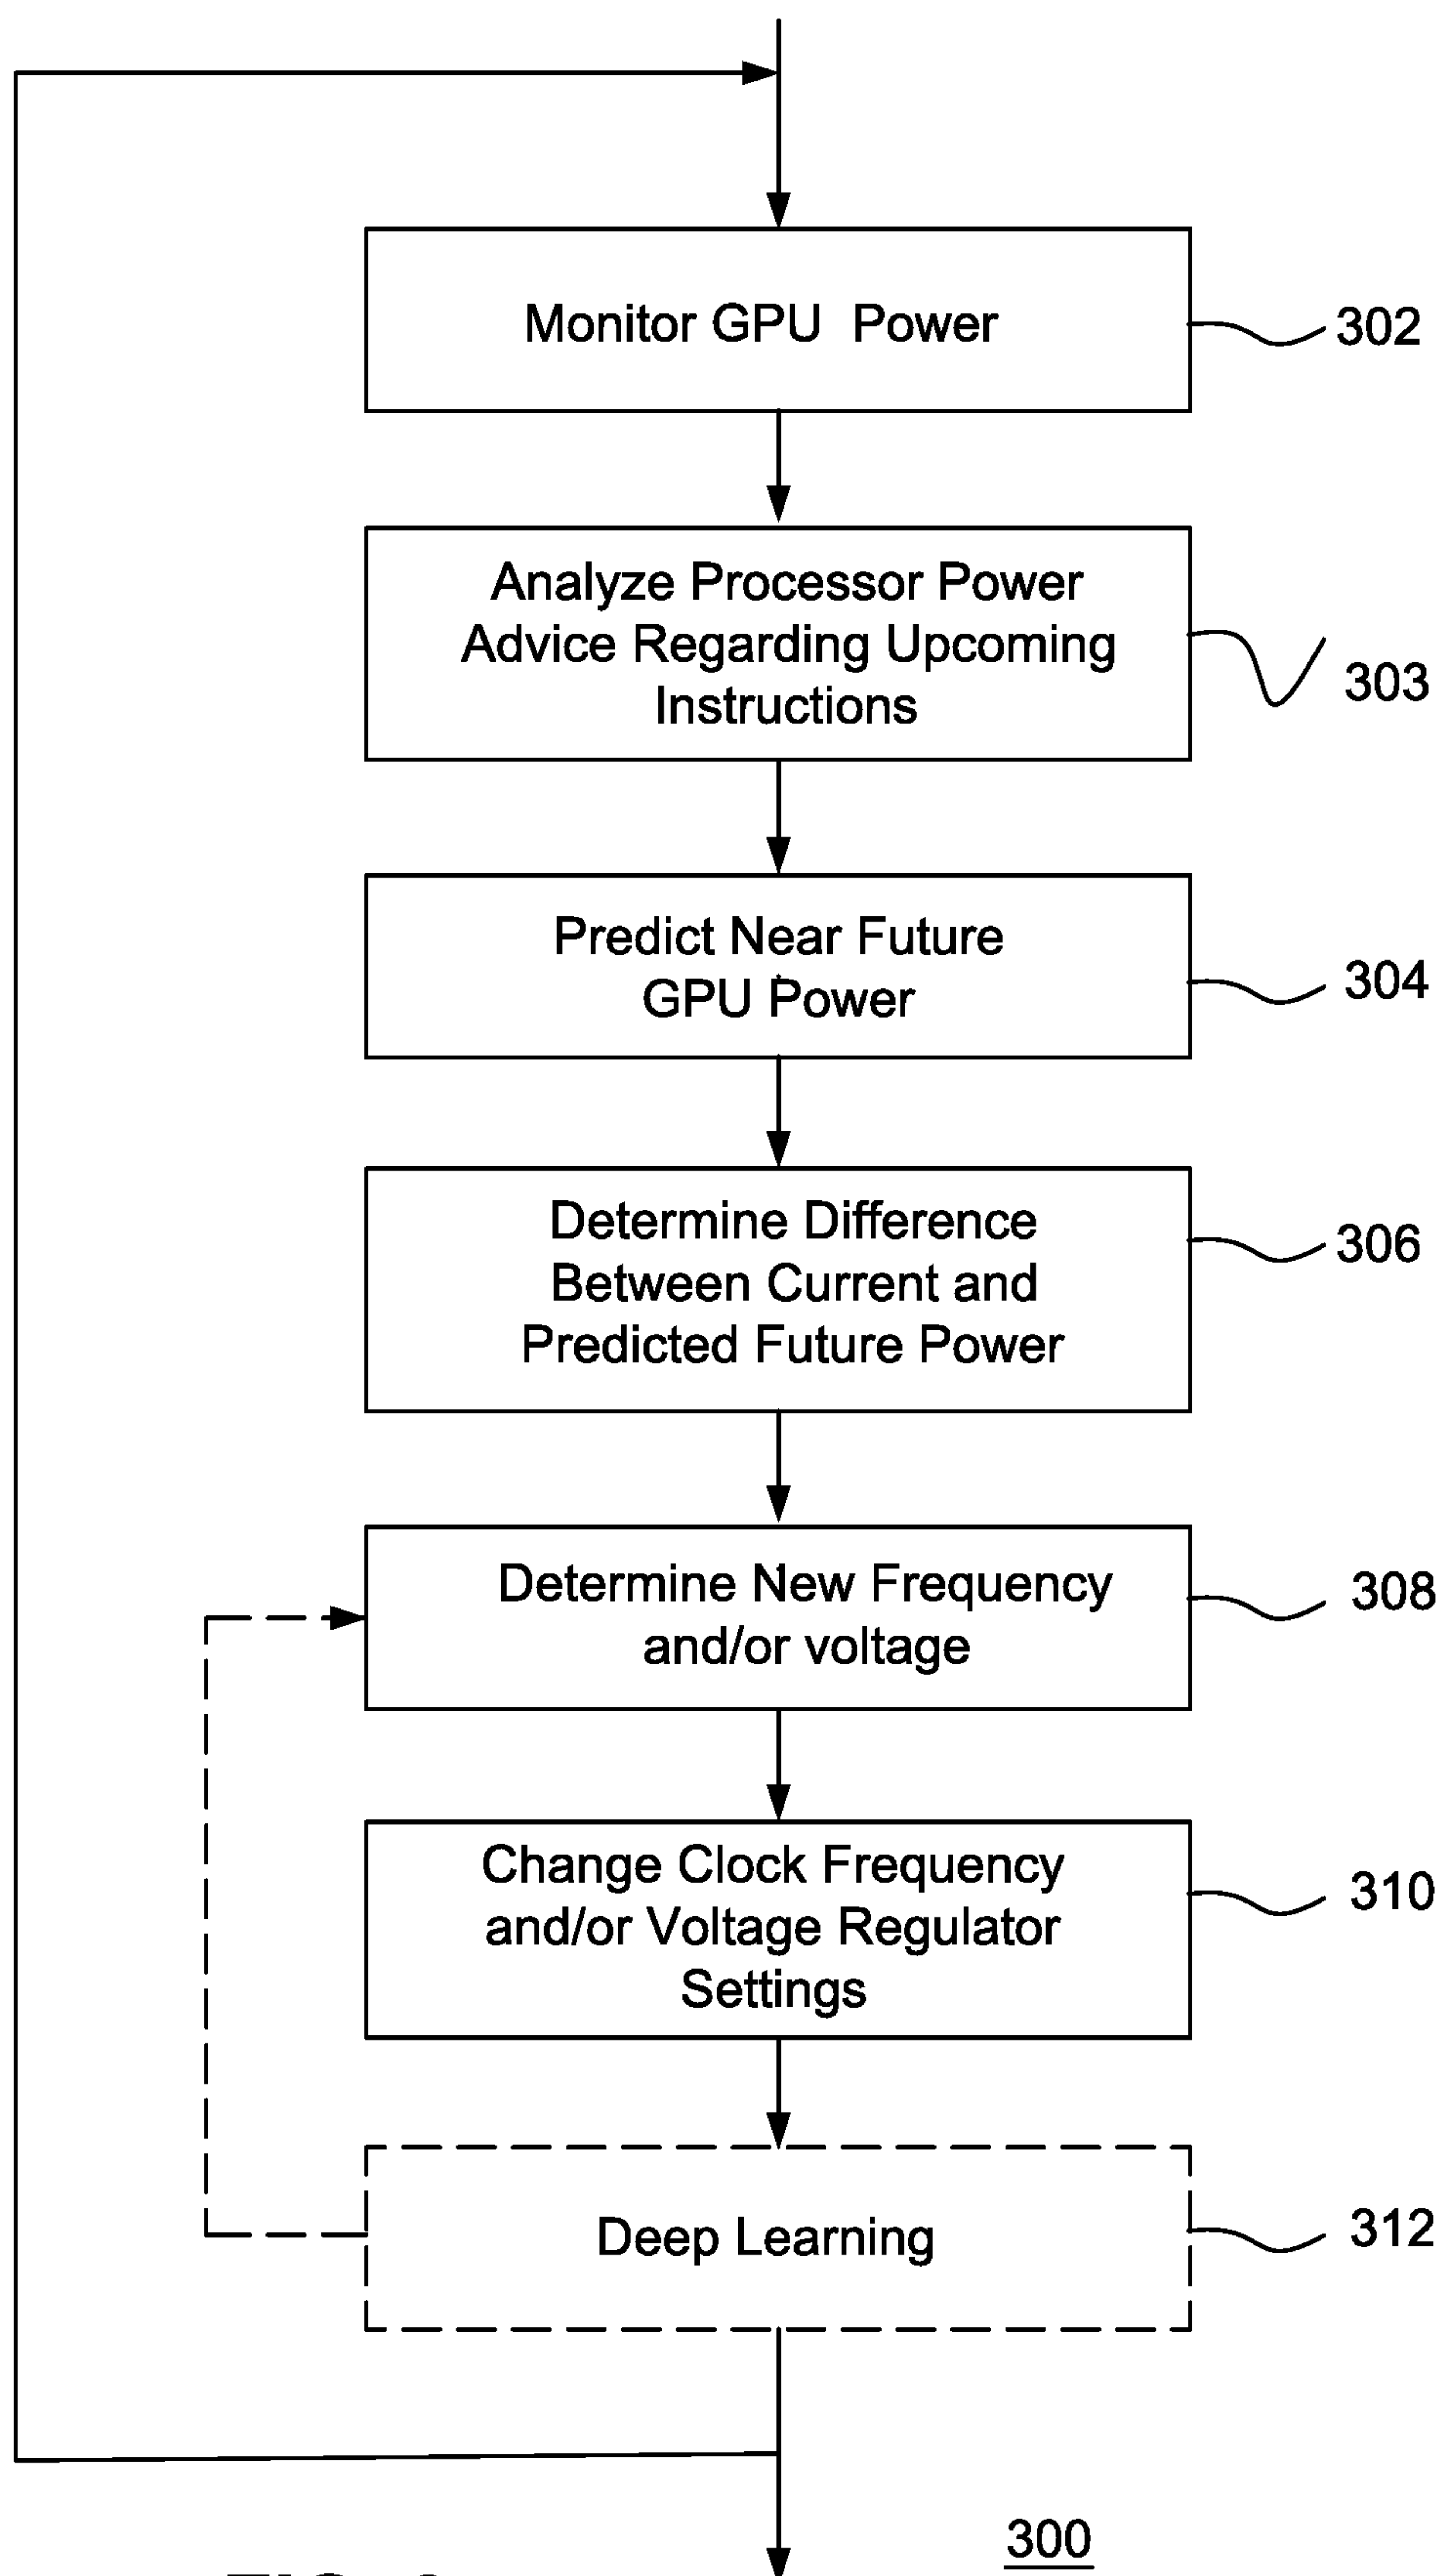 Monitor GPU Power
302
Analyze Processor Power
Advice Regarding Upcoming
Instructions
303
Predict Near Future
GPU Power
304
Determine Difference
Between Current and
Predicted Future Power
306
Determine New Frequency
and/or voltage
308
Change Clock Frequency
and/or Voltage Regulator
Settings
310
Deep Learning
312
300